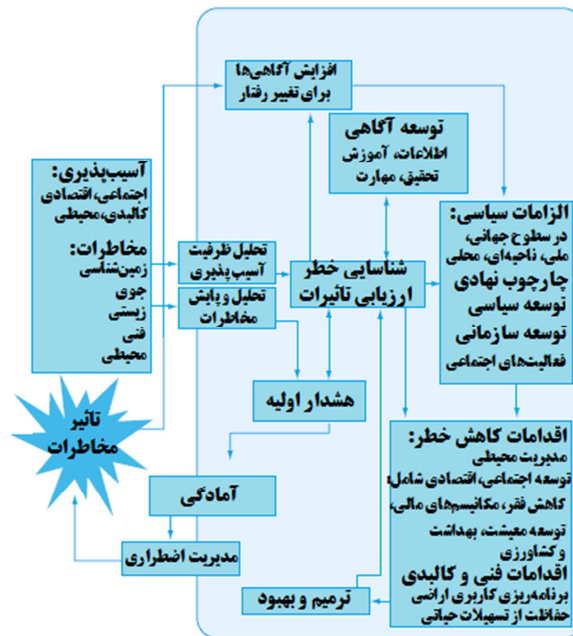 افزایش آگاهی‌ها
برای تغییر رفتار
توسعه آگاهی
اطلاعات، آموزش
تحقیق، مهارت
آسیب‌پذیری:
اجتماعی، اقتصادی
کالبدی، محیطی
مخاطرات:
زمین‌شناسی
جوی
زیستی
فنی
محیطی
تحلیل ظرفیت
آسیب پذیری
تحلیل و پایش
مخاطرات
شناسایی خطر
ارزیابی تاثیرات
الزامات سیاسی:
در سطوح جهانی،
ملی، ناحیه‌ای، محلی
چارچوب نهادی
توسعه سیاسی
توسعه سازمانی
فعالیت‌های اجتماعی
هشدار اولیه
تاثیر
مخاطرات
آمادگی
مدیریت اضطراری
اقدامات کاهش خطر:
مدیریت محیطی
توسعه اجتماعی، اقتصادی شامل:
کاهش فقر، مکانیسم‌های مالی،
توسعه معیشت، بهداشت
و کشاورزی
اقدامات فنی و کالبدی
برنامه‌ریزی کاربری اراضی
حفاظت از تسهیلات حیاتی
ترمیم و بهبود